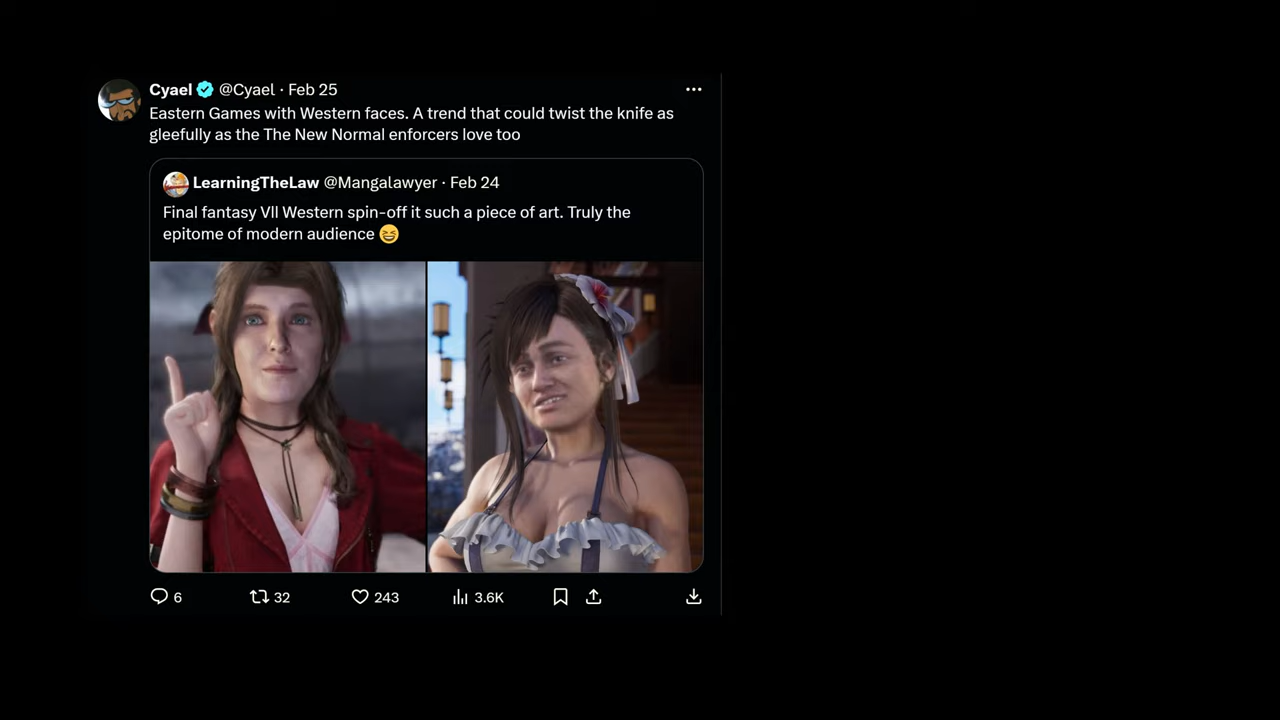 Cyael @Cyael · Feb 25
Eastern Games with Western faces. A trend that could twist the knife as
gleefully as the The New Normal enforcers love too
LearningTheLaw @Mangalawyer · Feb 24
Final fantasy Vll Western spin-off it such a piece of art. Truly the
epitome of modern audience 😆
6 32 243 3.6K